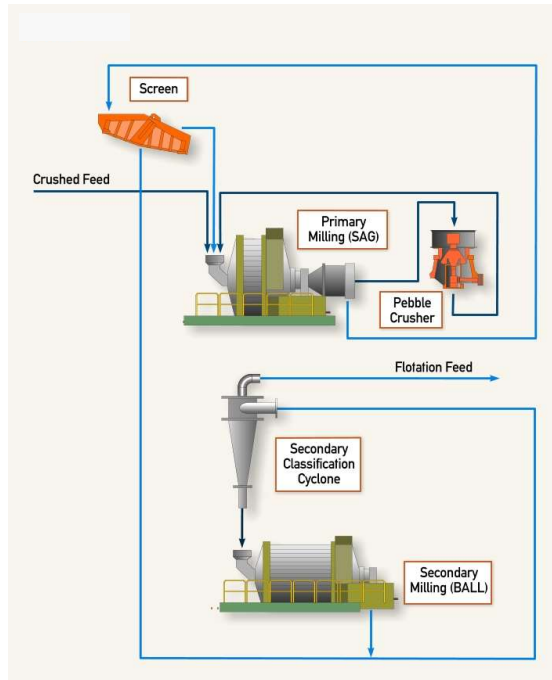 Screen
Crushed Feed
Primary
Milling (SAG)
Pebble
Crusher
Flotation Feed
Secondary
Classification
Cyclone
Secondary
Milling (BALL)